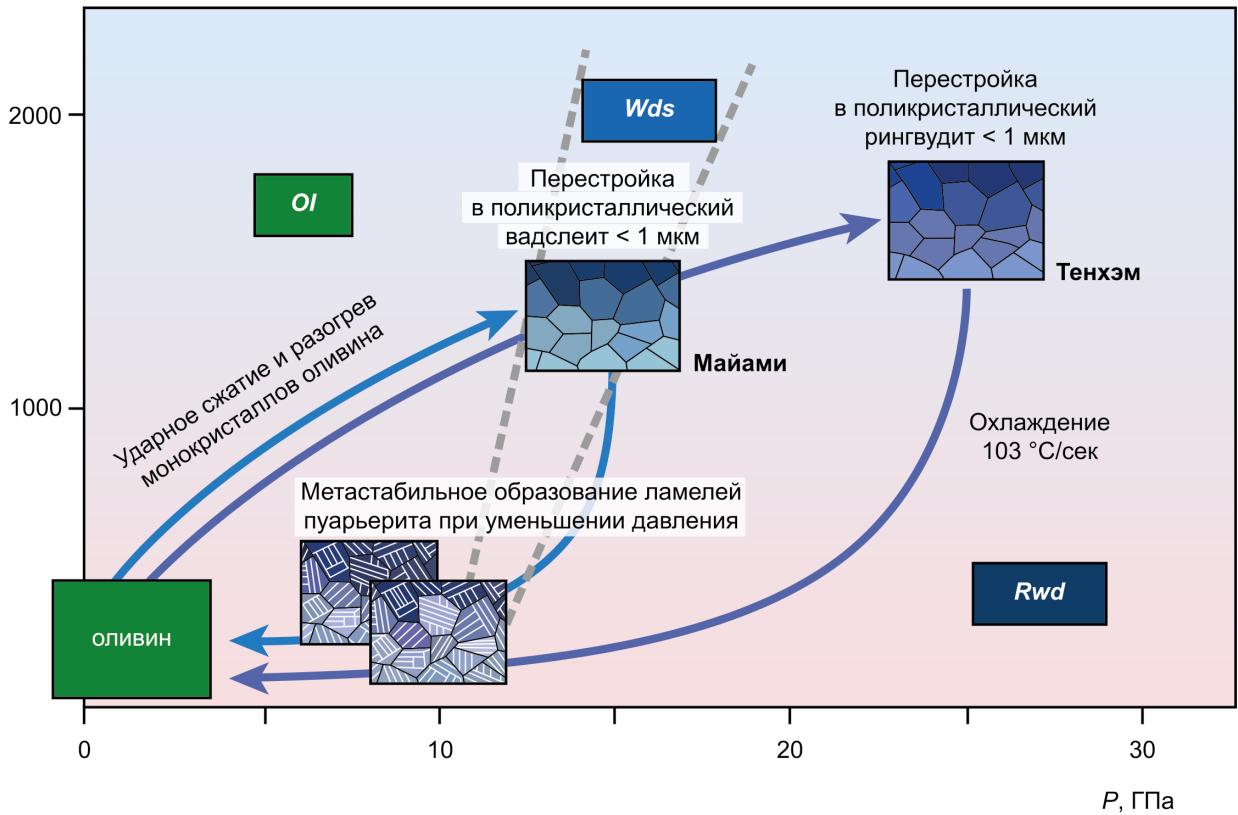 2000
1000
Ol
Wds
Перестройка
в поликристаллический
рингвудит < 1 мкм
Перестройка
в поликристаллический
вадслеит < 1 мкм
Тенхэм
Майами
Ударное сжатие и разогрев
монокристаллов оливина
Охлаждение
103 °C/сек
Метастабильное образование ламелей
пуарьерита при уменьшении давления
Rwd
оливин
0
10
20
30
P, ГПа